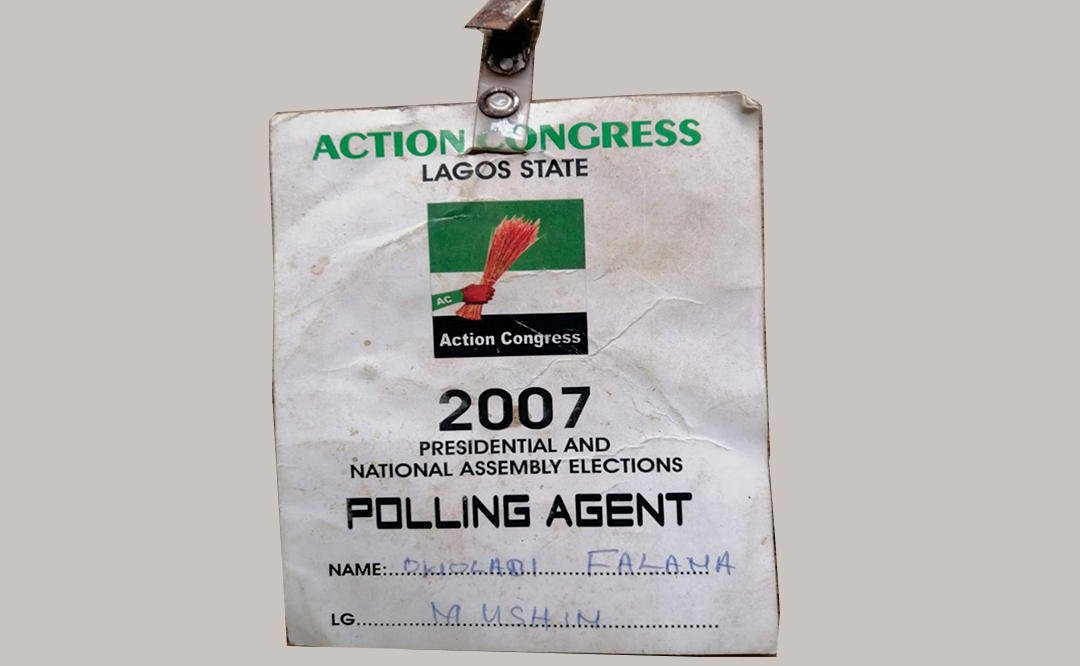 ACTION CONGRESS
LAGOS STATE
AC
Action Congress
2007
PRESIDENTIAL AND
NATIONAL ASSEMBLY ELECTIONS
POLLING AGENT
NAME: FALANA
LG MUSHIN